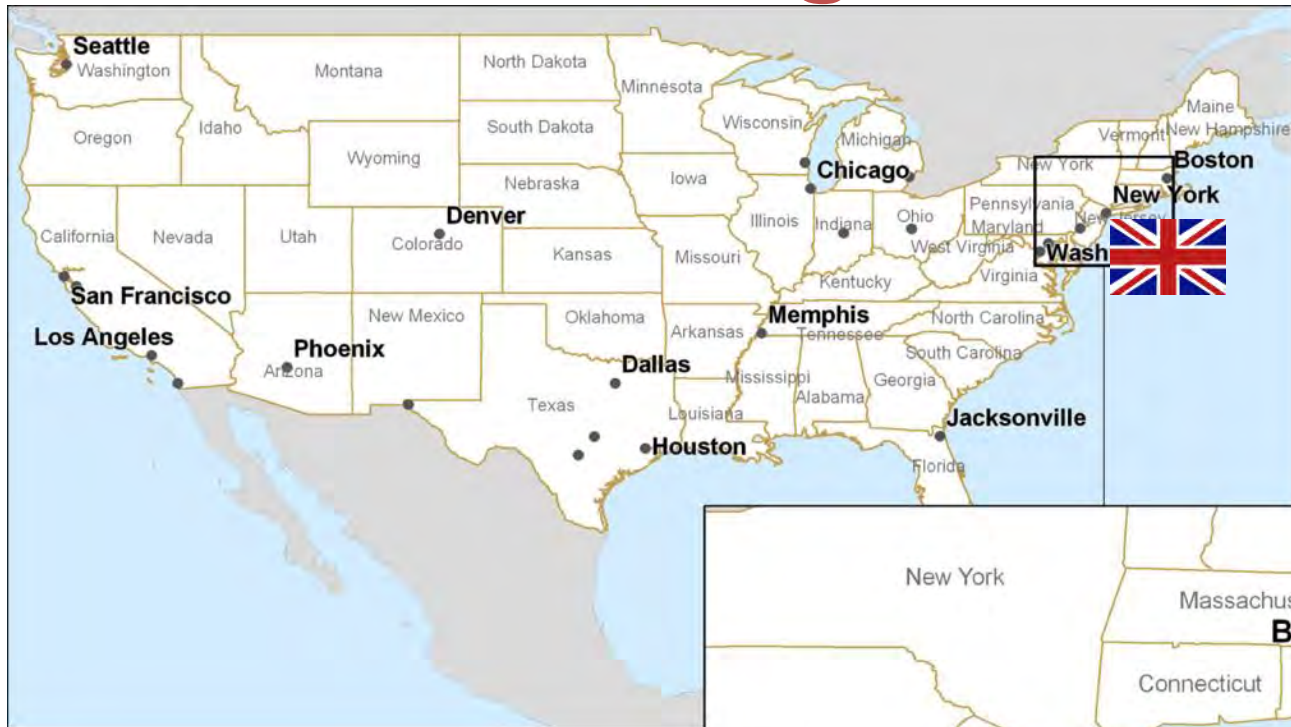 Seattle
Washington
Montana
North Dakota
Minnesota
Maine
Oregon
Idaho
South Dakota
Wisconsin
Michigan
Vermont
New Hampshire
Wyoming
New York
Boston
Chicago
Nebraska
Iowa
New York
Pennsylvania
Denver
Illinois
Indiana
Ohio
New Jersey
Maryland
California
Nevada
Utah
Colorado
West Virginia
Wash
Kansas
Missouri
Virginia
Kentucky
San Francisco
New Mexico
Oklahoma
Memphis
North Carolina
Arkansas
Tennessee
Los Angeles
Phoenix
South Carolina
Arizona
Dallas
Mississippi
Georgia
Alabama
Texas
Louisiana
Jacksonville
Houston
Florida
New York
Massachus
B
Connecticut